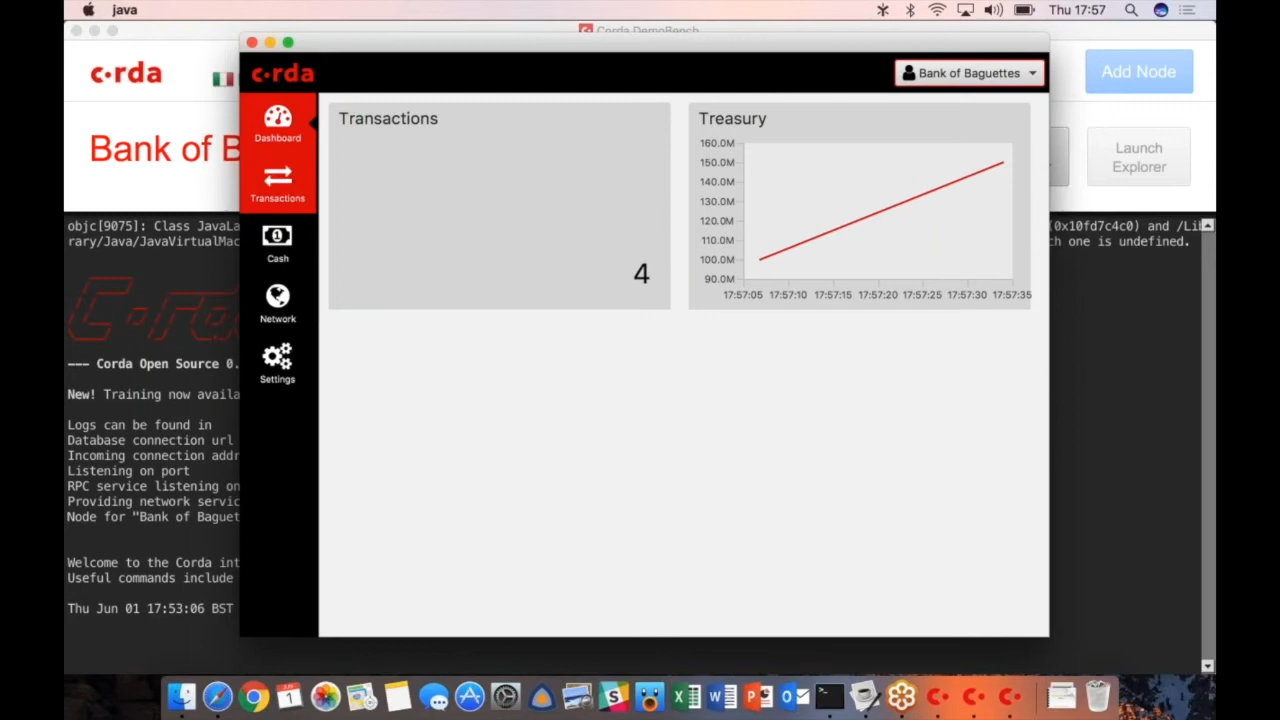 java
Thu 17:57
Corda DemoBench
c·rda
Add Node
Bank of B
Launch
Explorer
objc[9075]: Class JavaLa
(0x10fd7c4c0) and /Lib
rary/Java/JavaVirtualMac
ch one is undefined.
C·rda
--- Corda Open Source 0.
New! Training now availa
Logs can be found in
Database connection url
Incoming connection addr
Listening on port
RPC service listening on
Providing network servic
Node for "Bank of Baguet
Welcome to the Corda int
Useful commands include
Thu Jun 01 17:53:06 BST
c·rda
Bank of Baguettes
Dashboard
Transactions
Cash
Network
Settings
Transactions
4
Treasury
160.0M
150.0M
140.0M
130.0M
120.0M
110.0M
100.0M
90.0M
17:57:05 17:57:10 17:57:15 17:57:20 17:57:25 17:57:30 17:57:35